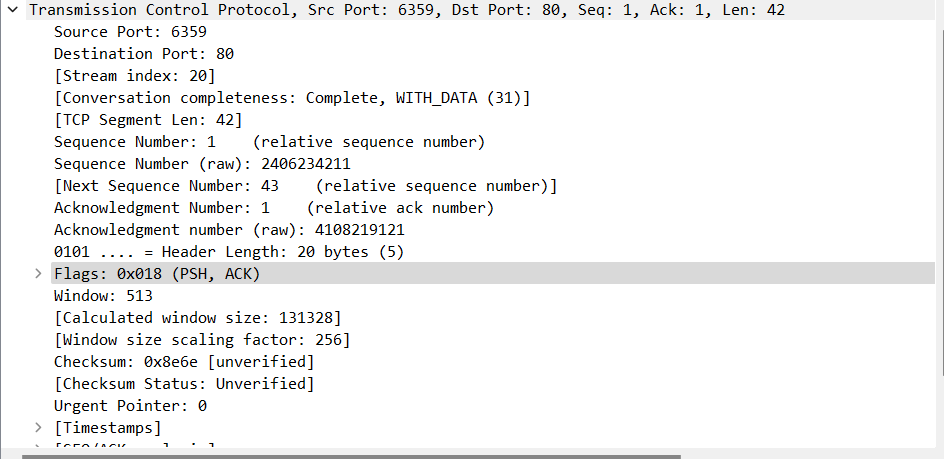 Transmission Control Protocol, Src Port: 6359, Dst Port: 80, Seq: 1, Ack: 1, Len: 42
Source Port: 6359
Destination Port: 80
[Stream index: 20]
[Conversation completeness: Complete, WITH_DATA (31)]
[TCP Segment Len: 42]
Sequence Number: 1    (relative sequence number)
Sequence Number (raw): 2406234211
[Next Sequence Number: 43    (relative sequence number)]
Acknowledgment Number: 1    (relative ack number)
Acknowledgment number (raw): 4108219121
0101 .... = Header Length: 20 bytes (5)
Flags: 0x018 (PSH, ACK)
Window: 513
[Calculated window size: 131328]
[Window size scaling factor: 256]
Checksum: 0x8e6e [unverified]
[Checksum Status: Unverified]
Urgent Pointer: 0
[Timestamps]